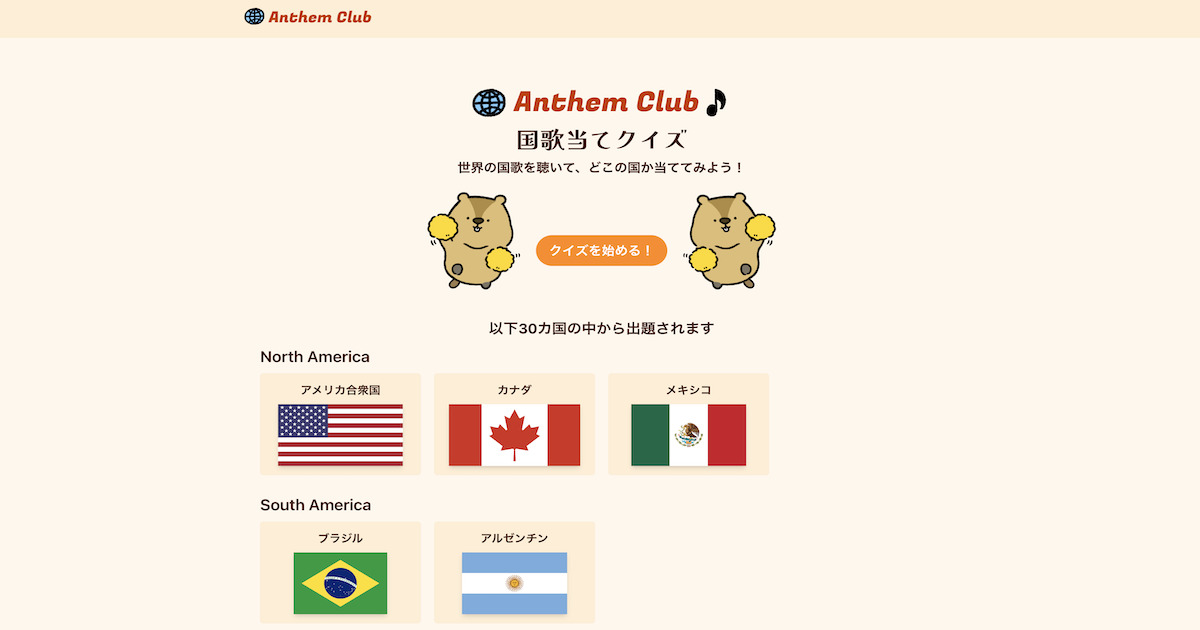 Anthem Club
Anthem Club
国歌当てクイズ
世界の国歌を聴いて、どこの国か当ててみよう！
クイズを始める！
以下30カ国の中から出題されます
North America
アメリカ合衆国
カナダ
メキシコ
South America
ブラジル
アルゼンチン